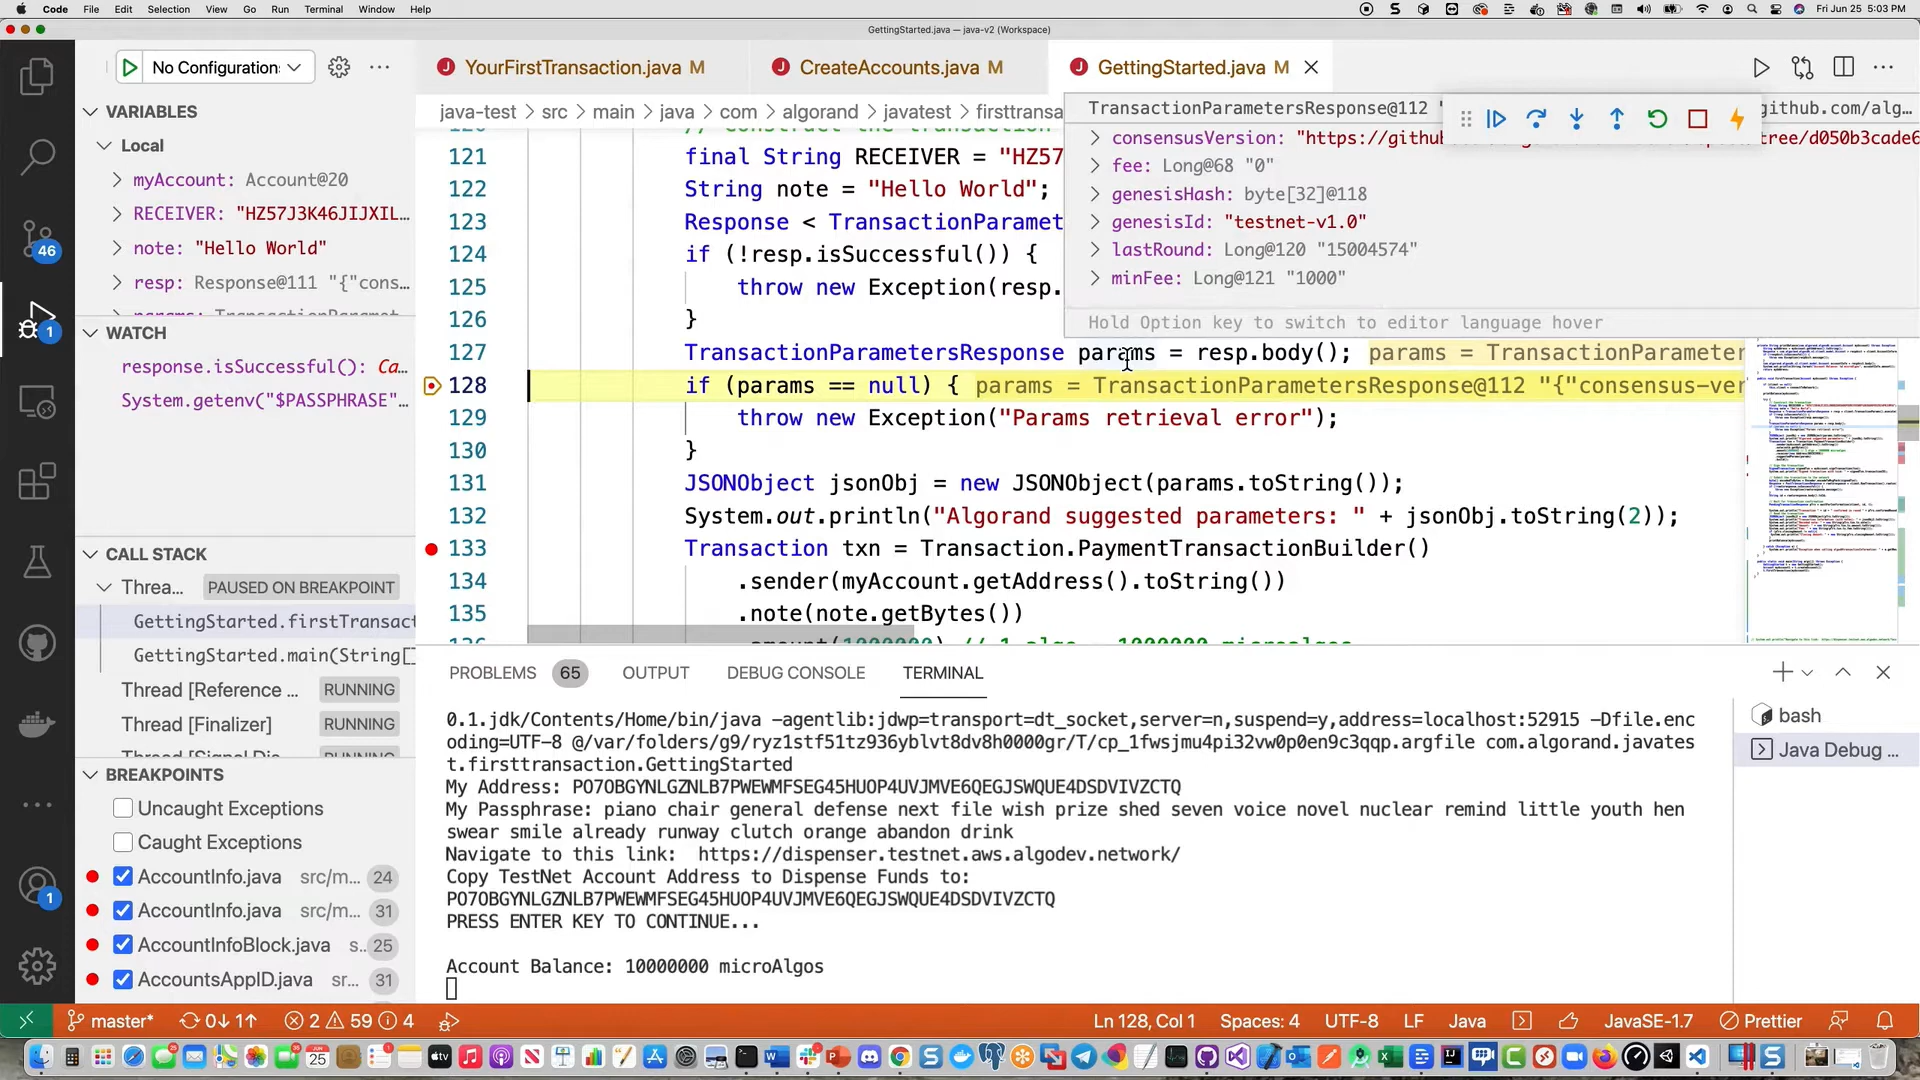 Code File Edit Selection View Go Run Terminal Window Help
Fri Jun 25 5:03 PM
GettingStarted.java — java-v2 (Workspace)
No Configuration:
YourFirstTransaction.java M
CreateAccounts.java M
GettingStarted.java M
java-test > src > main > java > com > algorand > javatest > firsttransa
VARIABLES
Local
myAccount: Account@20
RECEIVER: "HZ57J3K46JIJXIL...
note: "Hello World"
resp: Response@111 "{"cons...
WATCH
response.isSuccessful(): Ca...
System.getenv("$PASSPHRASE"...
CALL STACK
Threa... PAUSED ON BREAKPOINT
GettingStarted.firstTransact
GettingStarted.main(String[]
Thread [Reference ... RUNNING
Thread [Finalizer] RUNNING
BREAKPOINTS
Uncaught Exceptions
Caught Exceptions
AccountInfo.java src/m... 24
AccountInfo.java src/m... 31
AccountInfoBlock.java s... 25
AccountsAppID.java sr... 31
46
1
1
121 final String RECEIVER = "HZ57
122 String note = "Hello World";
123 Response < TransactionParamet
124 if (!resp.isSuccessful()) {
125 throw new Exception(resp.
126 }
127 TransactionParametersResponse params = resp.body(); params = TransactionParameter
128 if (params == null) { params = TransactionParametersResponse@112 "{"consensus-ver
129 throw new Exception("Params retrieval error");
130 }
131 JSONObject jsonObj = new JSONObject(params.toString());
132 System.out.println("Algorand suggested parameters: " + jsonObj.toString(2));
133 Transaction txn = Transaction.PaymentTransactionBuilder()
134 .sender(myAccount.getAddress().toString())
135 .note(note.getBytes())
TransactionParametersResponse@112 "
github.com/alg...
consensusVersion: "https://github
tree/d050b3cade6
fee: Long@68 "0"
genesisHash: byte[32]@118
genesisId: "testnet-v1.0"
lastRound: Long@120 "15004574"
minFee: Long@121 "1000"
Hold Option key to switch to editor language hover
PROBLEMS 65 OUTPUT DEBUG CONSOLE TERMINAL
0.1.jdk/Contents/Home/bin/java -agentlib:jdwp=transport=dt_socket,server=n,suspend=y,address=localhost:52915 -Dfile.enc
oding=UTF-8 @/var/folders/g9/ryz1stf51tz936yblvt8dv8h0000gr/T/cp_1fwsjmu4pi32vw0p0en9c3qqp.argfile com.algorand.javates
t.firsttransaction.GettingStarted
My Address: PO7OBGYNLGZNLB7PWEWMFSEG45HUOP4UVJMVE6QEGJSWQUE4DSDVIVZCTQ
My Passphrase: piano chair general defense next file wish prize shed seven voice novel nuclear remind little youth hen
swear smile already runway clutch orange abandon drink
Navigate to this link: https://dispenser.testnet.aws.algodev.network/
Copy TestNet Account Address to Dispense Funds to:
PO7OBGYNLGZNLB7PWEWMFSEG45HUOP4UVJMVE6QEGJSWQUE4DSDVIVZCTQ
PRESS ENTER KEY TO CONTINUE...
Account Balance: 10000000 microAlgos
bash
Java Debug ...
master* 0↓ 1↑ 2 59 4
Ln 128, Col 1 Spaces: 4 UTF-8 LF Java JavaSE-1.7 Prettier